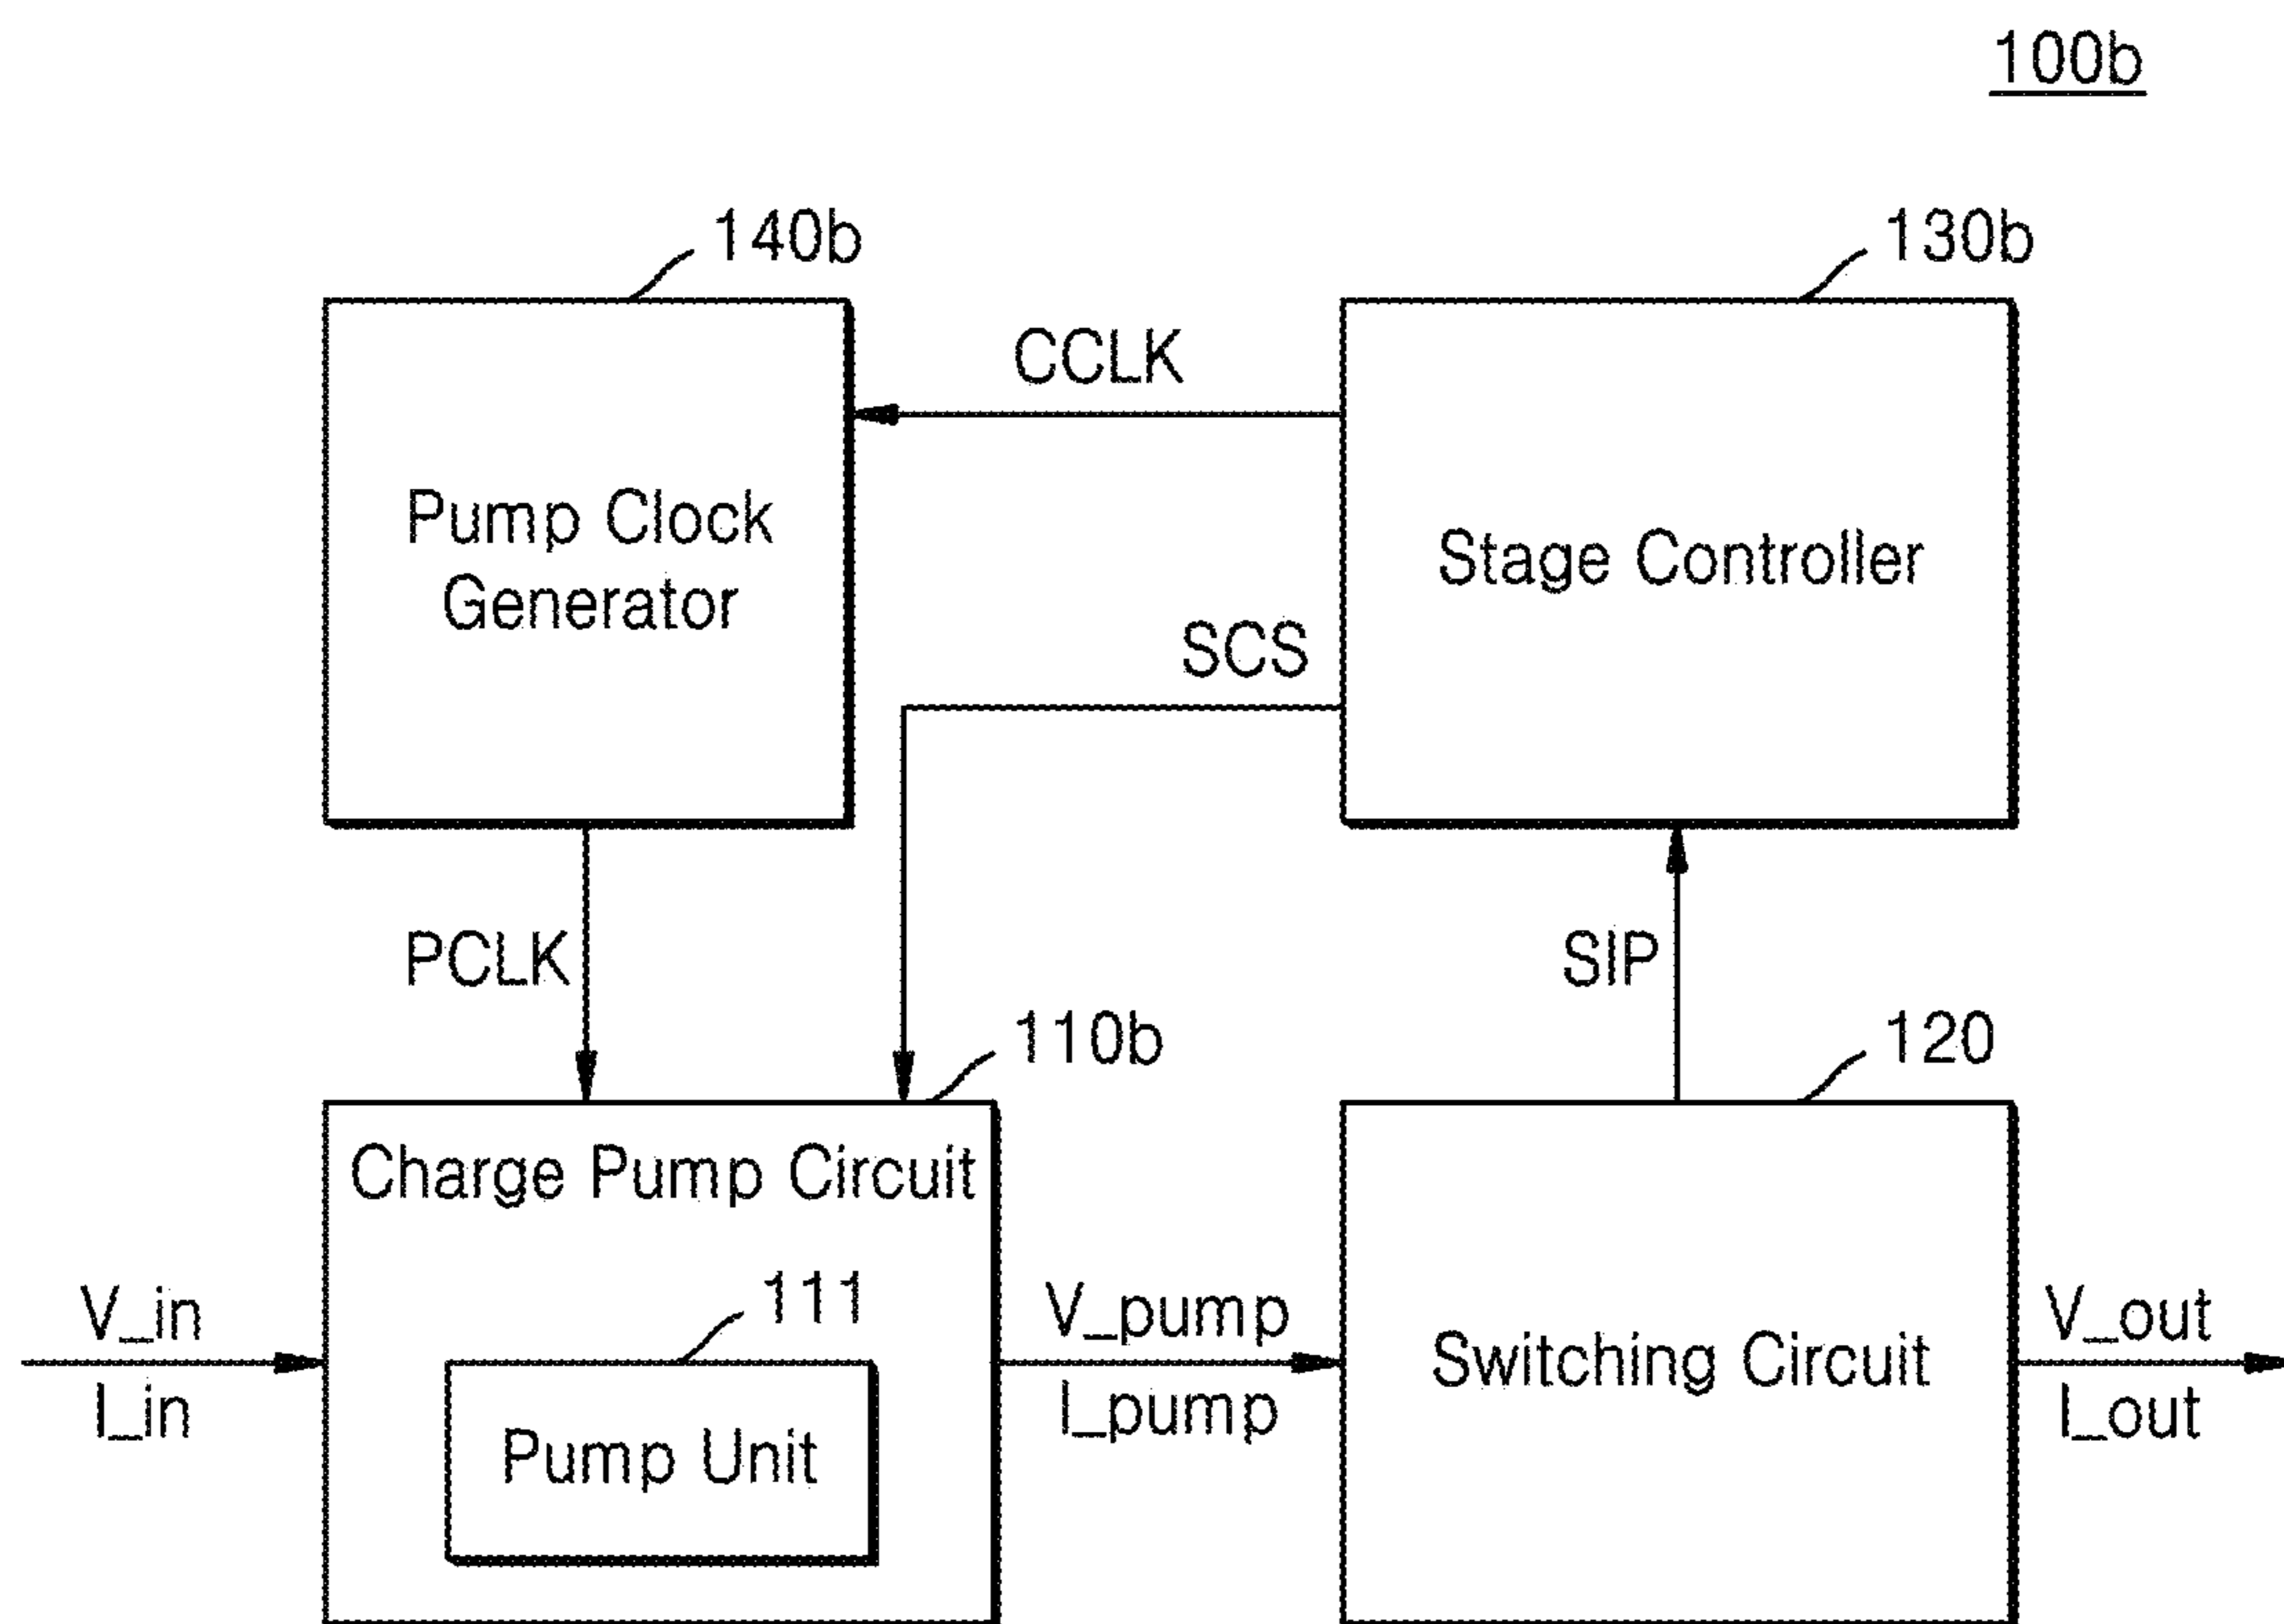 100b
140b
130b
CCLK
Pump Clock
Generator
Stage Controller
SCS
PCLK
SIP
110b
120
Charge Pump Circuit
V_in
I_in
111
Pump Unit
V_pump
I_pump
Switching Circuit
V_out
I_out